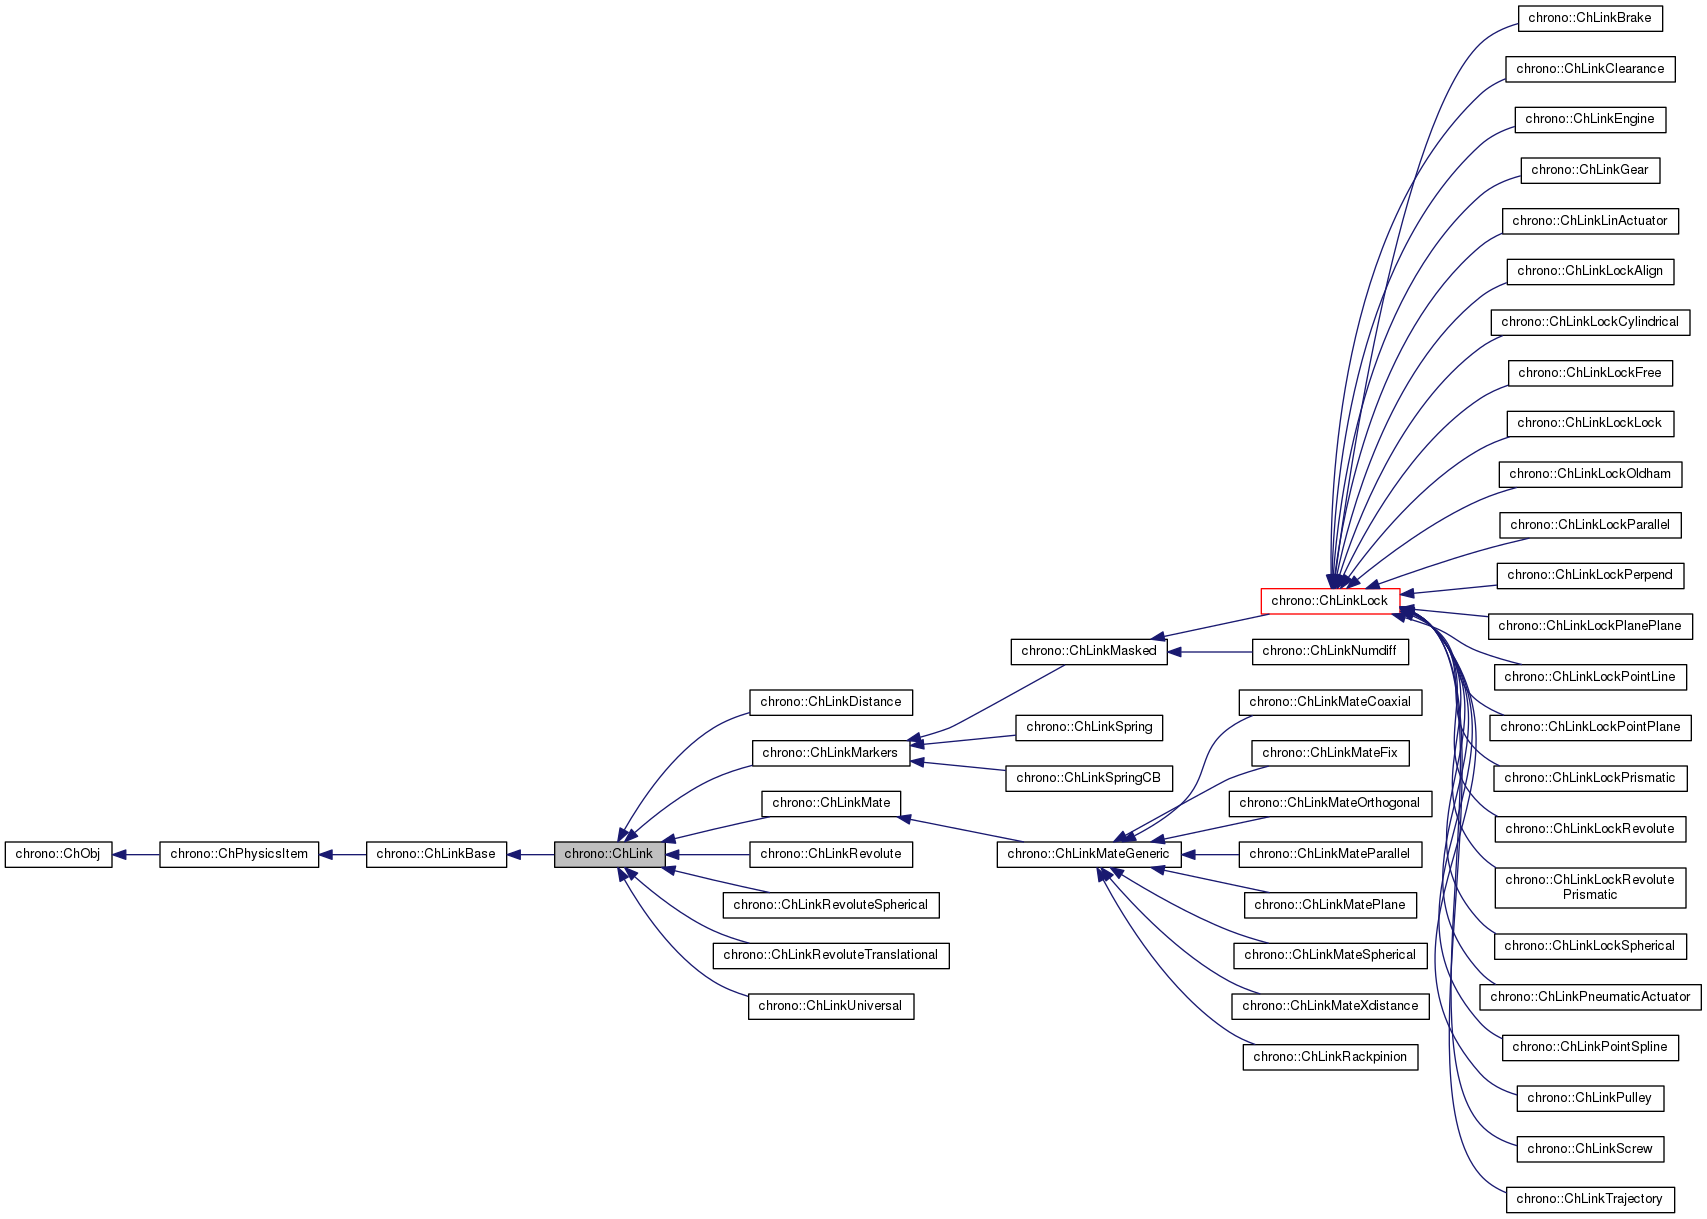 chrono::ChObj
chrono::ChPhysicsItem
chrono::ChLinkBase
chrono::ChLink
chrono::ChLinkDistance
chrono::ChLinkMarkers
chrono::ChLinkMate
chrono::ChLinkRevolute
chrono::ChLinkRevoluteSpherical
chrono::ChLinkRevoluteTranslational
chrono::ChLinkUniversal
chrono::ChLinkMasked
chrono::ChLinkSpring
chrono::ChLinkSpringCB
chrono::ChLinkMateGeneric
chrono::ChLinkLock
chrono::ChLinkNumdiff
chrono::ChLinkMateCoaxial
chrono::ChLinkMateFix
chrono::ChLinkMateOrthogonal
chrono::ChLinkMateParallel
chrono::ChLinkMatePlane
chrono::ChLinkMateSpherical
chrono::ChLinkMateXdistance
chrono::ChLinkRackpinion
chrono::ChLinkBrake
chrono::ChLinkClearance
chrono::ChLinkEngine
chrono::ChLinkGear
chrono::ChLinkLinActuator
chrono::ChLinkLockAlign
chrono::ChLinkLockCylindrical
chrono::ChLinkLockFree
chrono::ChLinkLockLock
chrono::ChLinkLockOldham
chrono::ChLinkLockParallel
chrono::ChLinkLockPerpend
chrono::ChLinkLockPlanePlane
chrono::ChLinkLockPointLine
chrono::ChLinkLockPointPlane
chrono::ChLinkLockPrismatic
chrono::ChLinkLockRevolute
chrono::ChLinkLockRevolute
Prismatic
chrono::ChLinkLockSpherical
chrono::ChLinkPneumaticActuator
chrono::ChLinkPointSpline
chrono::ChLinkPulley
chrono::ChLinkScrew
chrono::ChLinkTrajectory